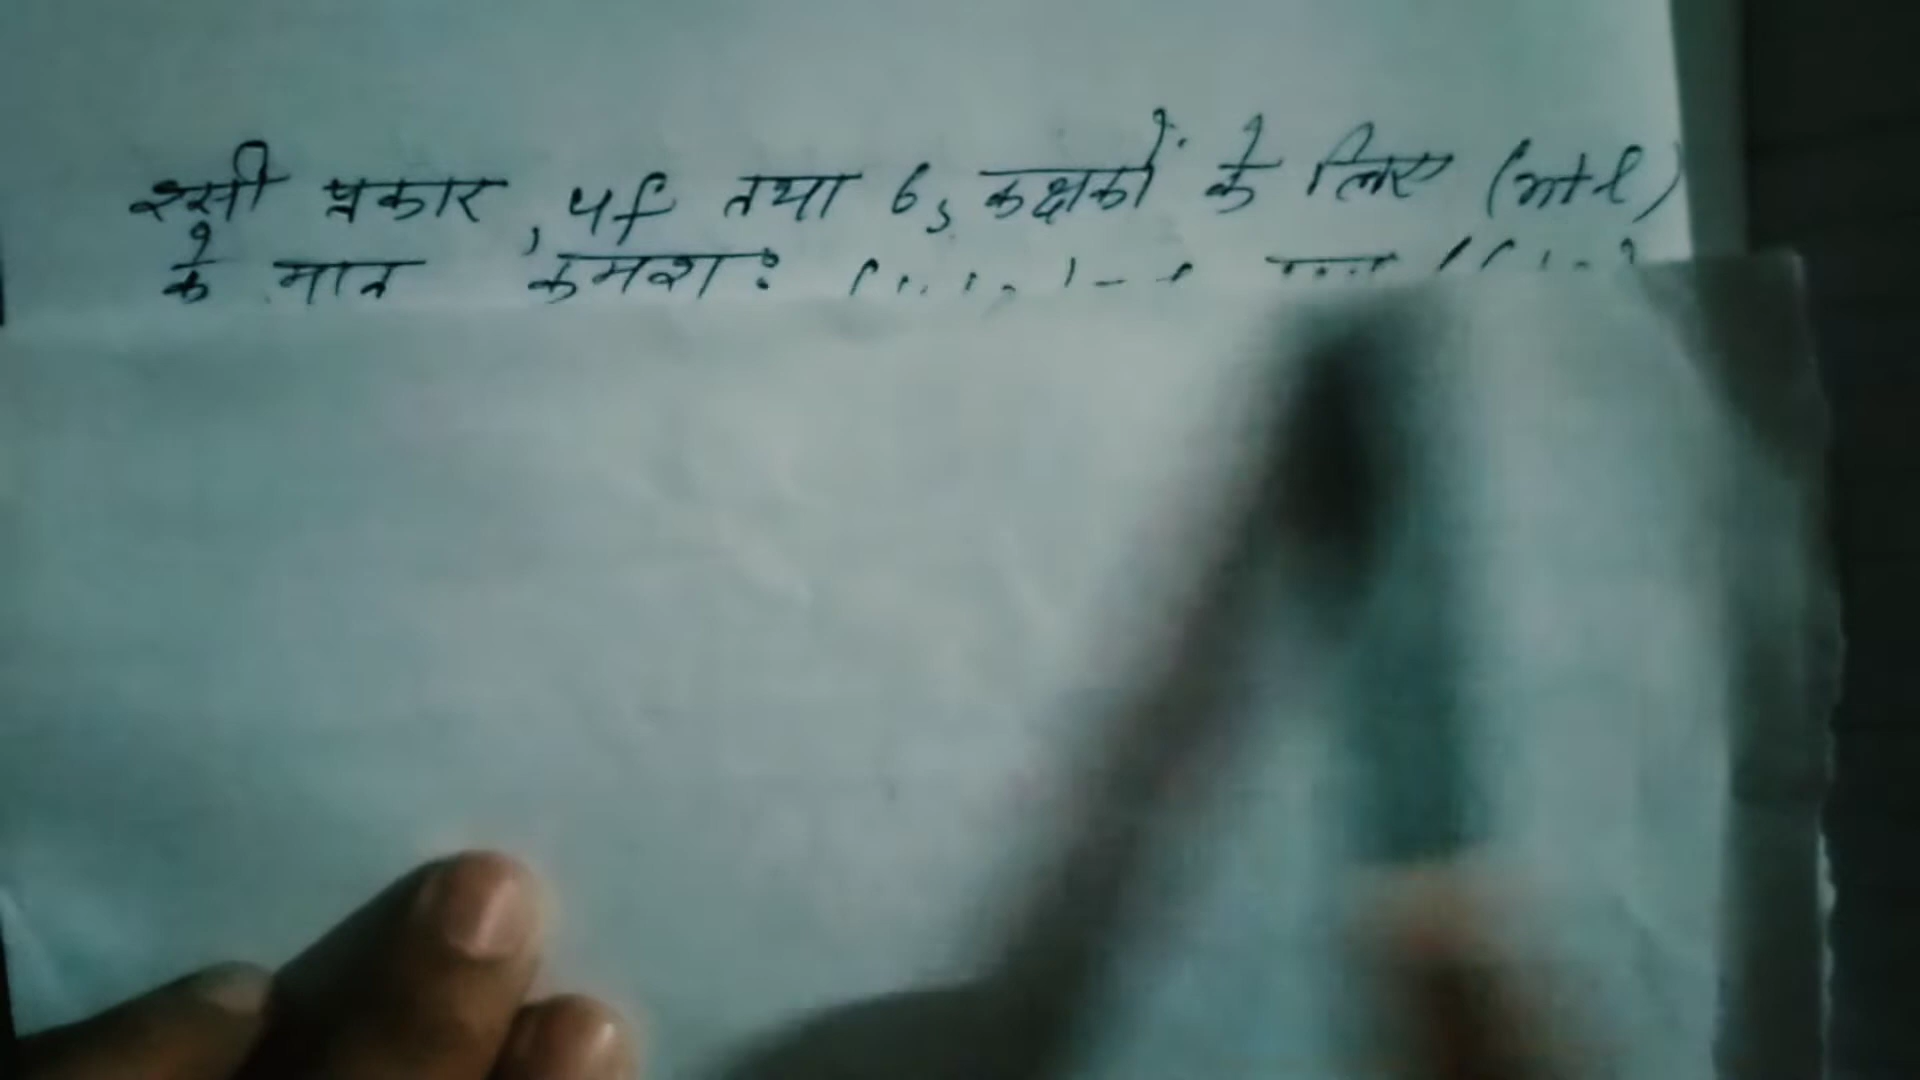 इसी प्रकार, 4f तथा 6s कक्षकों के लिए (n+l)
के मान क्रमशः